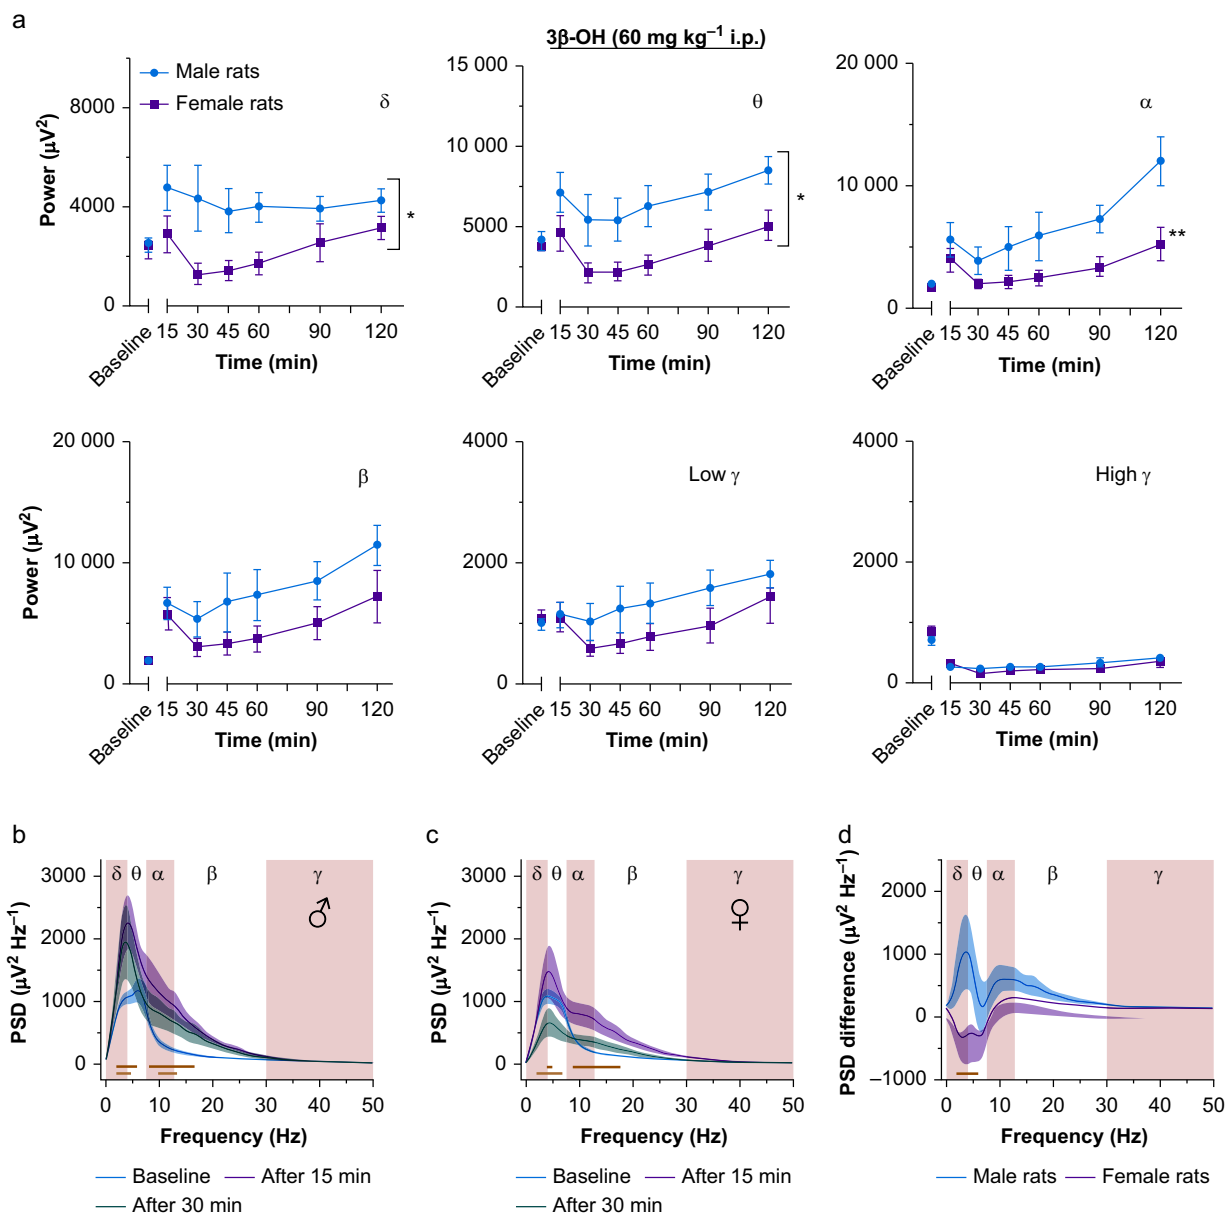 a
3β-OH (60 mg kg⁻¹ i.p.)
Male rats
Female rats
δ
Power (μV²)
8000
4000
0
*
Baseline 15 30 45 60 90 120
Time (min)
θ
15 000
10 000
5000
0
*
Baseline 15 30 45 60 90 120
Time (min)
α
20 000
10 000
0
**
Baseline 15 30 45 60 90 120
Time (min)
β
Power (μV²)
20 000
10 000
0
Baseline 15 30 45 60 90 120
Time (min)
Low γ
4000
2000
0
Baseline 15 30 45 60 90 120
Time (min)
High γ
4000
2000
0
Baseline 15 30 45 60 90 120
Time (min)
b
δ θ α β γ
♂
PSD (μV² Hz⁻¹)
3000
2000
1000
0
0 10 20 30 40 50
Frequency (Hz)
Baseline After 15 min
After 30 min
c
δ θ α β γ
♀
PSD (μV² Hz⁻¹)
3000
2000
1000
0
0 10 20 30 40 50
Frequency (Hz)
Baseline After 15 min
After 30 min
d
δ θ α β γ
PSD difference (μV² Hz⁻¹)
2000
1000
0
−1000
0 10 20 30 40 50
Frequency (Hz)
Male rats Female rats